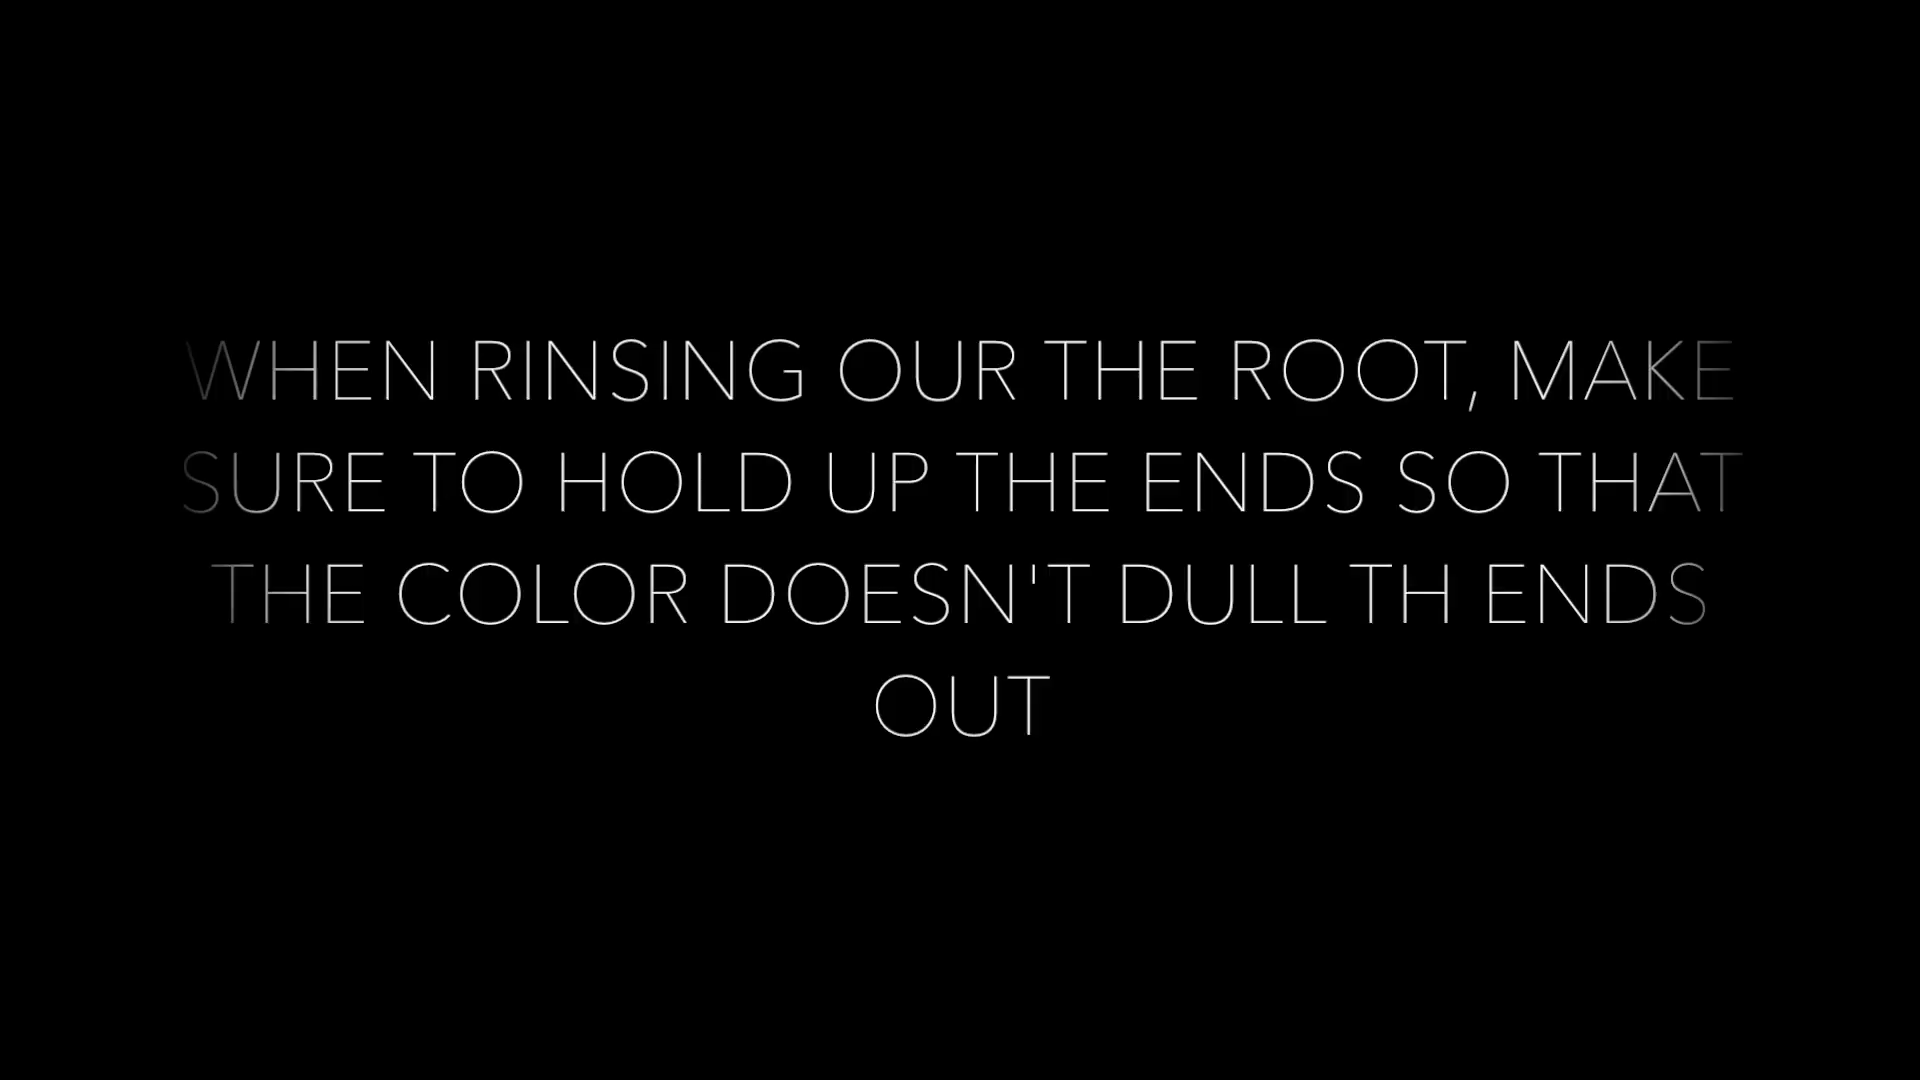 WHEN RINSING OUR THE ROOT, MAKE
SURE TO HOLD UP THE ENDS SO THAT
THE COLOR DOESN'T DULL TH ENDS
OUT